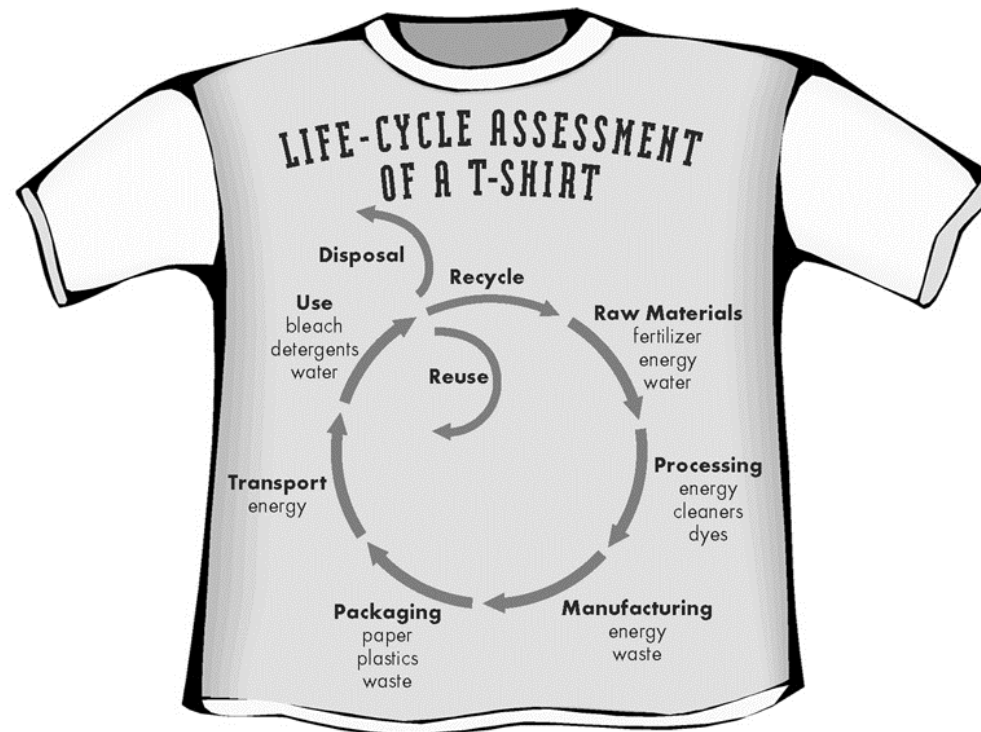 LIFE-CYCLE ASSESSMENT
OF A T-SHIRT
Disposal
Recycle
Raw Materials
fertilizer
energy
water
Processing
energy
cleaners
dyes
Manufacturing
energy
waste
Packaging
paper
plastics
waste
Transport
energy
Use
bleach
detergents
water
Reuse